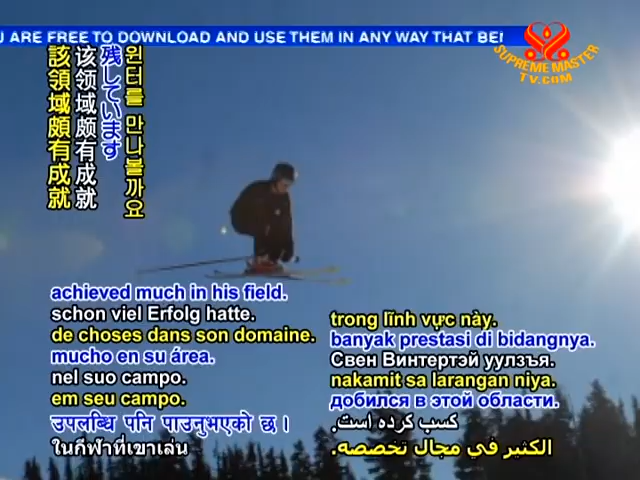 J ARE FREE TO DOWNLOAD AND USE THEM IN ANY WAY THAT BE
SUPREME MASTER
TV.COM
該領域頗有成就
该领域颇有成就
残しています
윈터를 만나볼까요
achieved much in his field.
schon viel Erfolg hatte.
de choses dans son domaine.
mucho en su área.
nel suo campo.
em seu campo.
उपलब्धि पनि पाउनुभएको छ।
ในกีฬาที่เขาเล่น
trong lĩnh vực này.
banyak prestasi di bidangnya.
Свен Винтертэй уулзъя.
nakamit sa larangan niya.
добился в этой области.
کسب کرده است.
الكثير في مجال تخصصه.